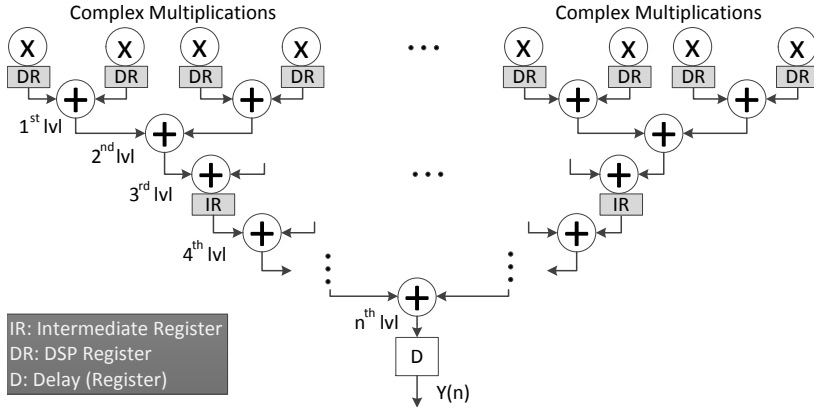 Complex Multiplications Complex Multiplications
X X X X ... X X X X
DR DR DR DR DR DR DR DR
+ + + +
1st lvl
+ +
2nd lvl
+ ... +
3rd lvl
IR IR
+ +
4th lvl
+
nth lvl
IR: Intermediate Register
DR: DSP Register
D: Delay (Register)
D
Y(n)